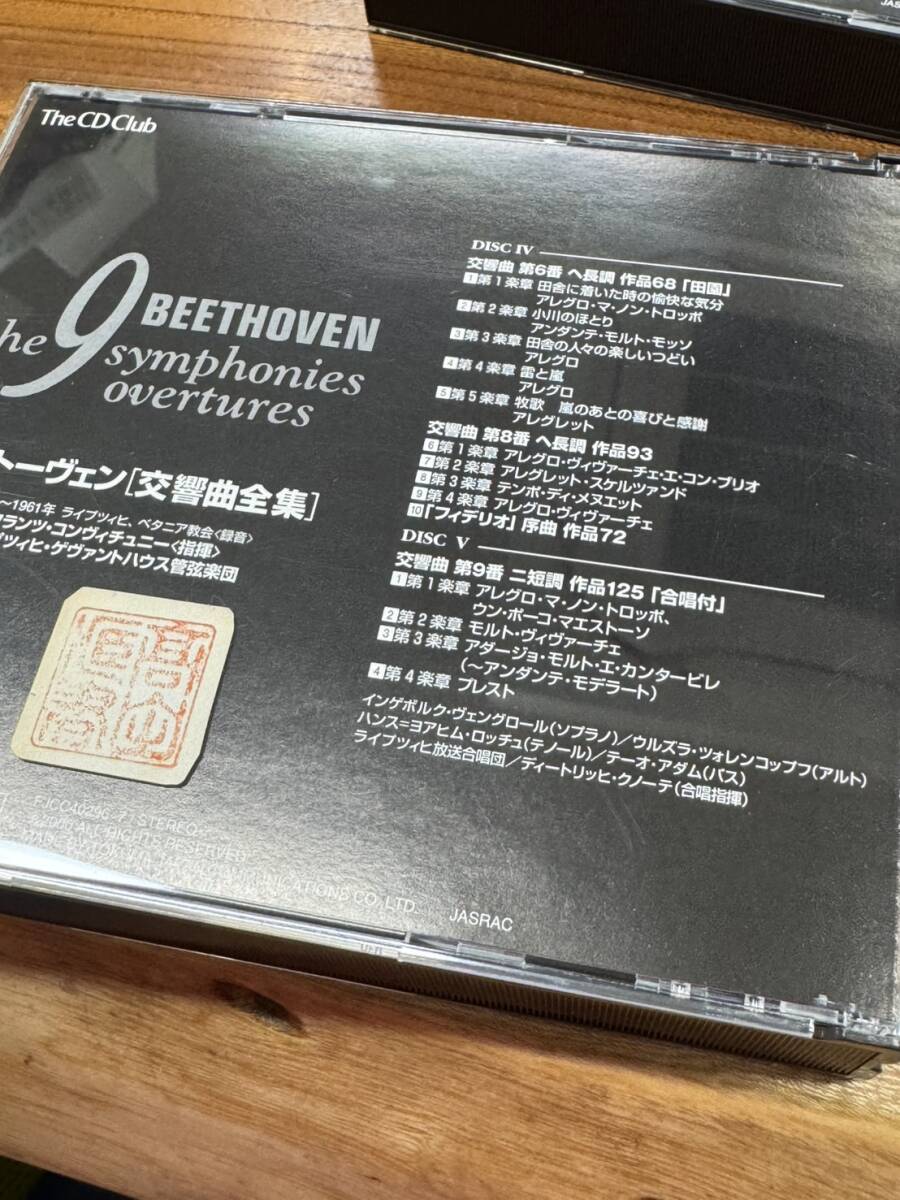 The CD Club
he 9 BEETHOVEN
symphonies
overtures
トーヴェン[交響曲全集]
～1961年 ライプツィヒ、ベタニア教会〈録音〉
ランツ・コンヴィチュニー〈指揮〉
ツィヒ・ゲヴァントハウス管弦楽団
DISC IV
交響曲 第6番 ヘ長調 作品68「田園」
1 第1楽章 田舎に着いた時の愉快な気分
アレグロ・マ・ノン・トロッポ
2 第2楽章 小川のほとり
アンダンテ・モルト・モッソ
3 第3楽章 田舎の人々の楽しいつどい
アレグロ
4 第4楽章 雷と嵐
アレグロ
5 第5楽章 牧歌 嵐のあとの喜びと感謝
アレグレット
交響曲 第8番 ヘ長調 作品93
6 第1楽章 アレグロ・ヴィヴァーチェ・エ・コン・ブリオ
7 第2楽章 アレグレット・スケルツァンド
8 第3楽章 テンポ・ディ・メヌエット
9 第4楽章 アレグロ・ヴィヴァーチェ
10 「フィデリオ」序曲 作品72
DISC V
交響曲 第9番 ニ短調 作品125「合唱付」
1 第1楽章 アレグロ・マ・ノン・トロッポ、
ウン・ポーコ・マエストーソ
2 第2楽章 モルト・ヴィヴァーチェ
3 第3楽章 アダージョ・モルト・エ・カンタービレ
(～アンダンテ・モデラート)
4 第4楽章 プレスト
インゲボルク・ヴェングロール(ソプラノ)/ウルズラ・ツォレンコップフ(アルト)
ハンス=ヨアヒム・ロッチュ(テノール)/テーオ・アダム(バス)
ライプツィヒ放送合唱団/ディートリッヒ・クノーテ(合唱指揮)
STEREO
ALL RIGHTS RESERVED
CO., LTD.
JASRAC